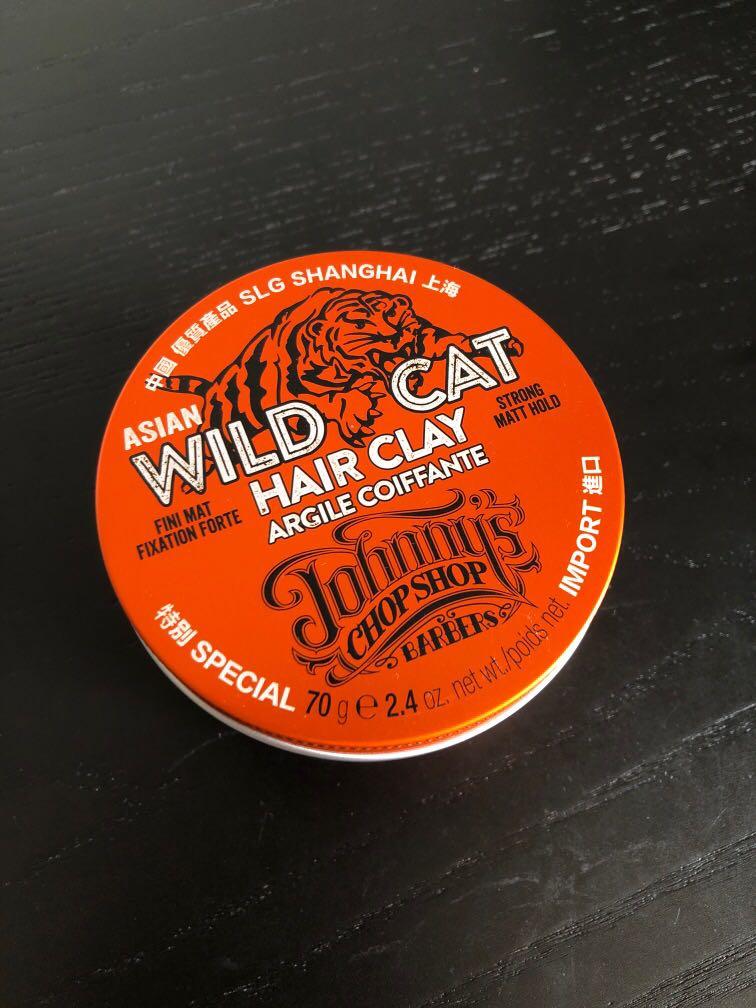 中國 優質產品 SLG SHANGHAI 上海
ASIAN
WILD CAT
STRONG
MATT HOLD
HAIR CLAY
ARGILE COIFFANTE
FINI MAT
FIXATION FORTE
Johnny's
CHOP SHOP
BARBERS
IMPORT 進口
特別 SPECIAL
70 g ℮ 2.4 oz. net wt./poids net.